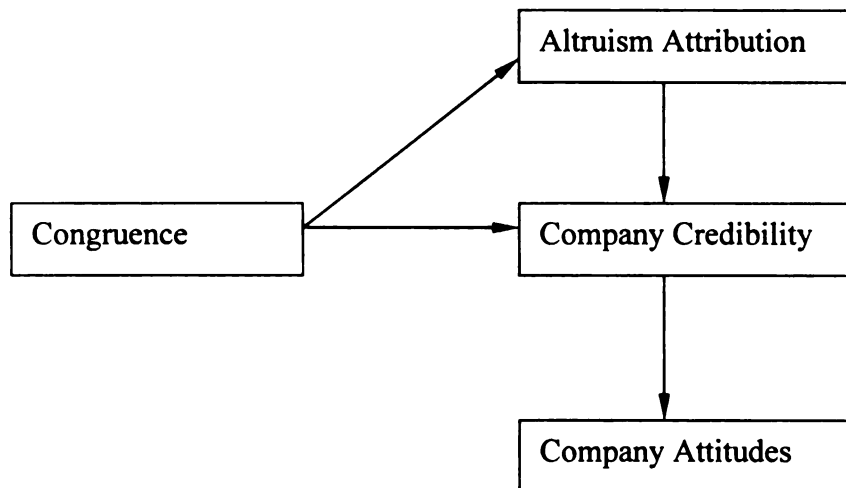 Altruism Attribution
Congruence
Company Credibility
Company Attitudes